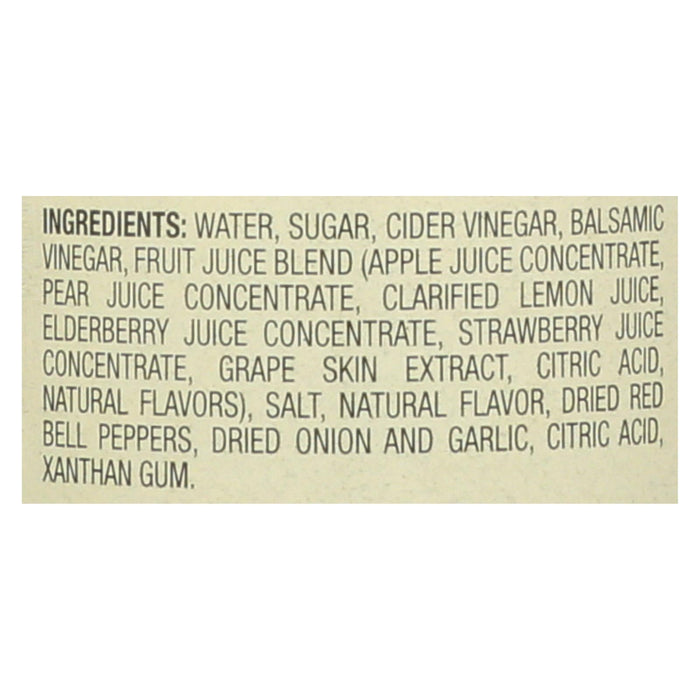 INGREDIENTS: WATER, SUGAR, CIDER VINEGAR, BALSAMIC
VINEGAR, FRUIT JUICE BLEND (APPLE JUICE CONCENTRATE,
PEAR JUICE CONCENTRATE, CLARIFIED LEMON JUICE,
ELDERBERRY JUICE CONCENTRATE, STRAWBERRY JUICE
CONCENTRATE, GRAPE SKIN EXTRACT, CITRIC ACID,
NATURAL FLAVORS), SALT, NATURAL FLAVOR, DRIED RED
BELL PEPPERS, DRIED ONION AND GARLIC, CITRIC ACID,
XANTHAN GUM.